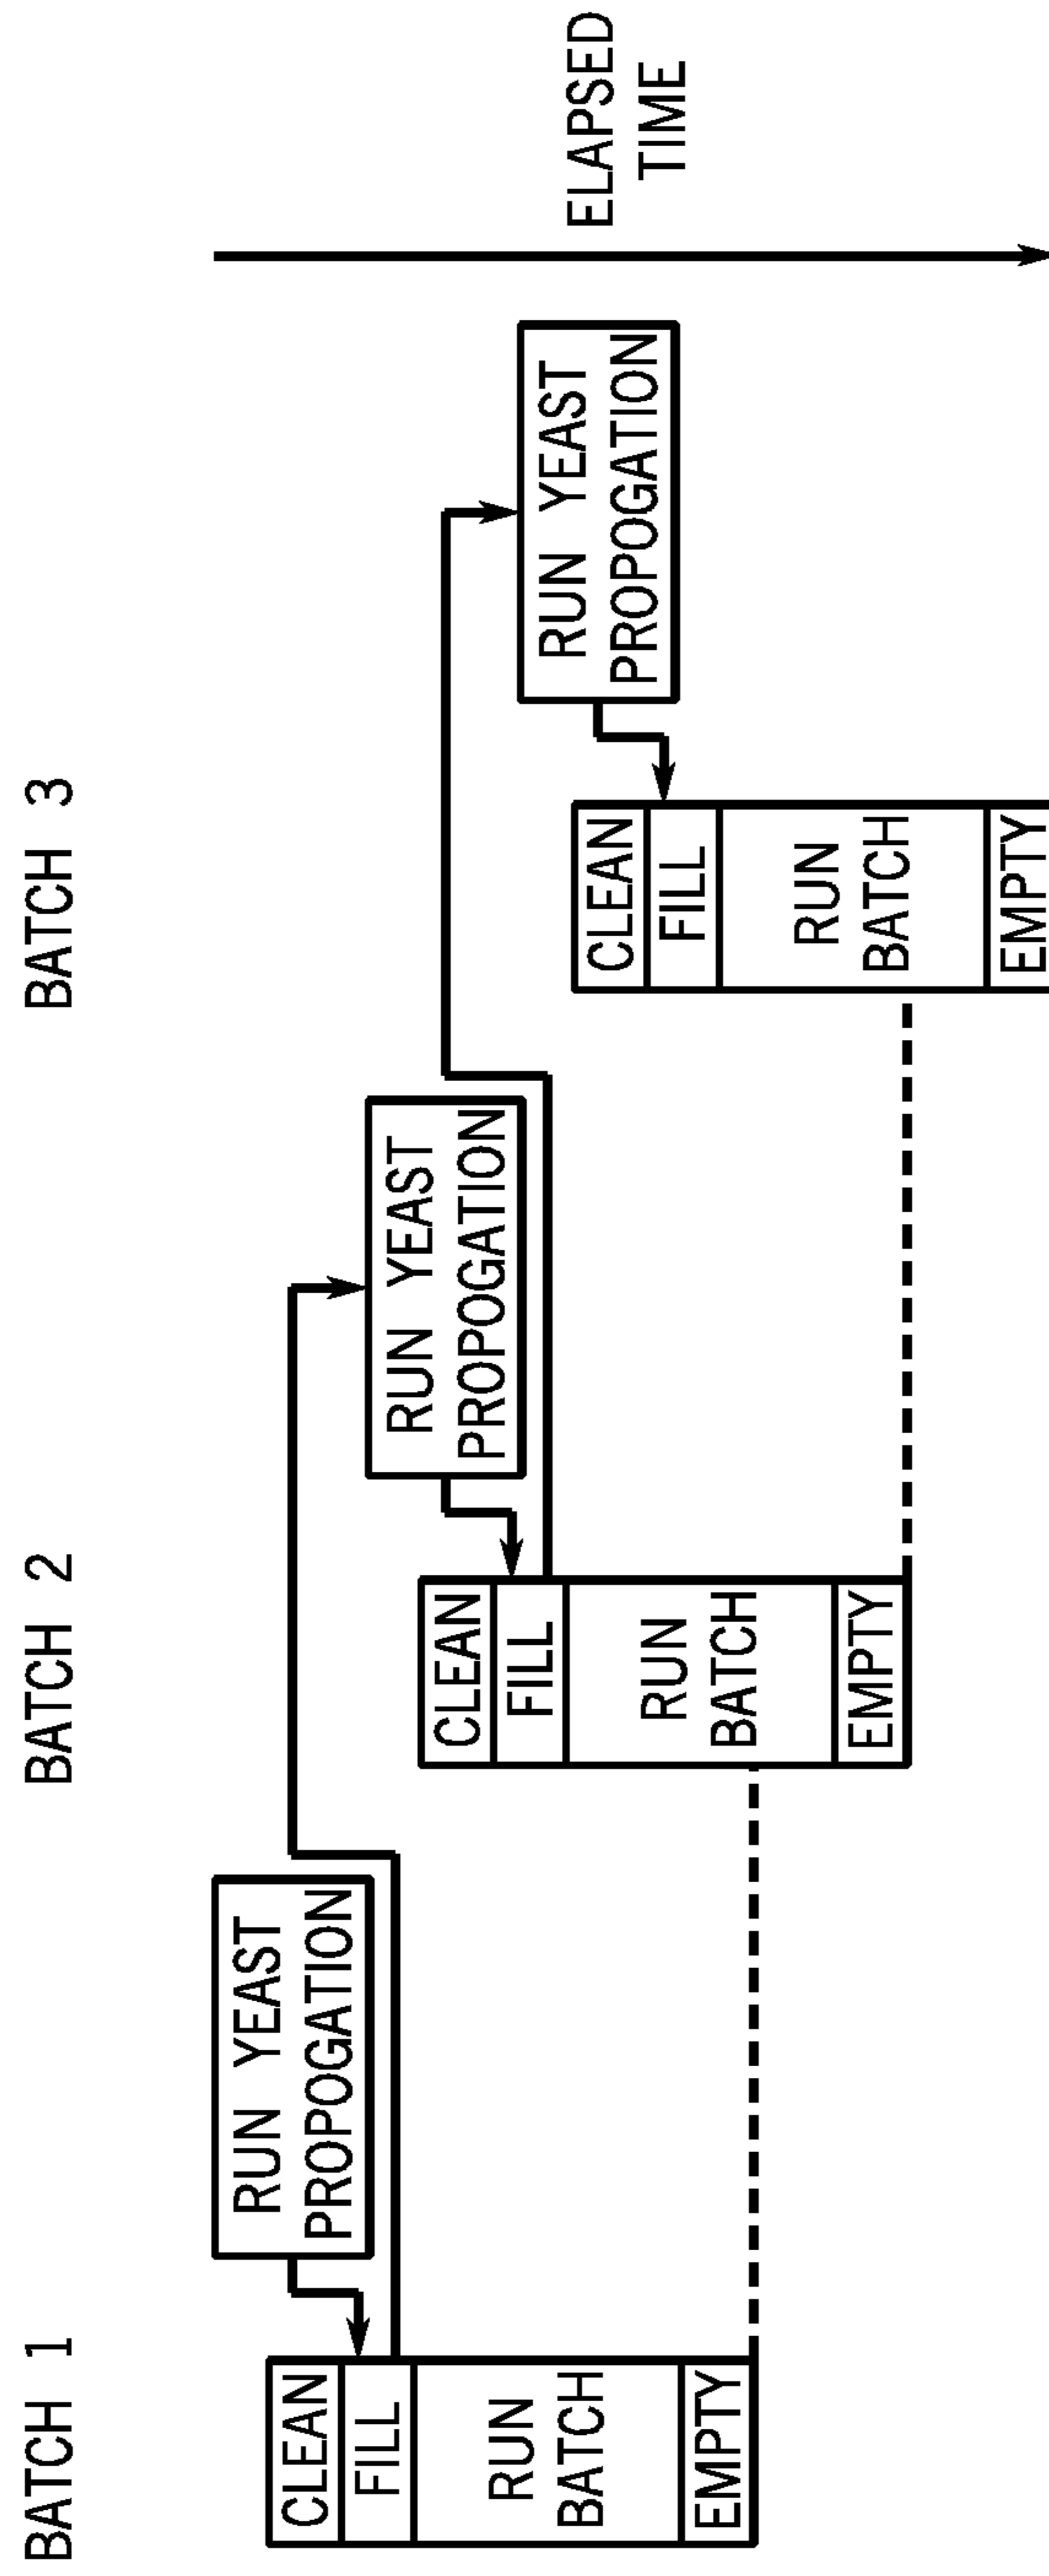 BATCH 1
CLEAN
FILL
RUN
BATCH
EMPTY
RUN YEAST
PROPOGATION
BATCH 2
CLEAN
FILL
RUN
BATCH
EMPTY
RUN YEAST
PROPOGATION
BATCH 3
CLEAN
FILL
RUN
BATCH
EMPTY
RUN YEAST
PROPOGATION
ELAPSED
TIME